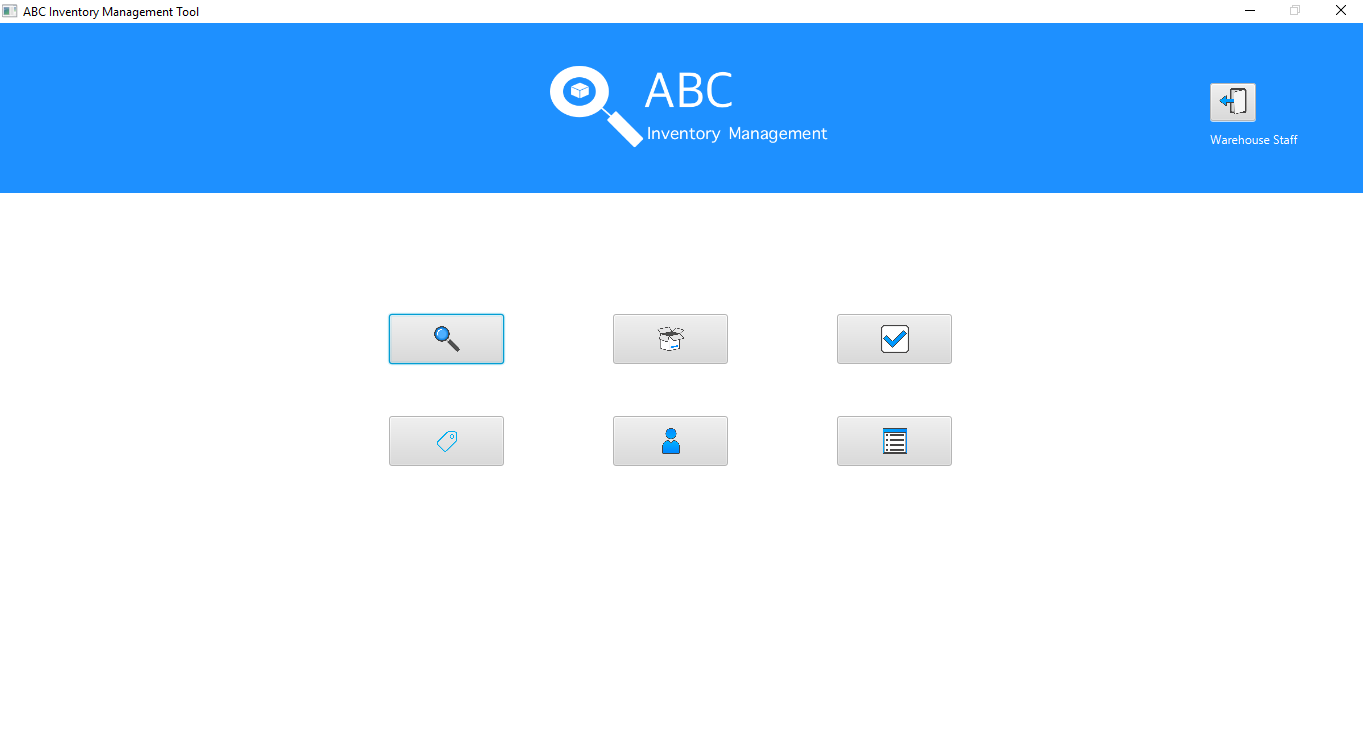 ABC Inventory Management Tool
ABC
Inventory Management
Warehouse Staff